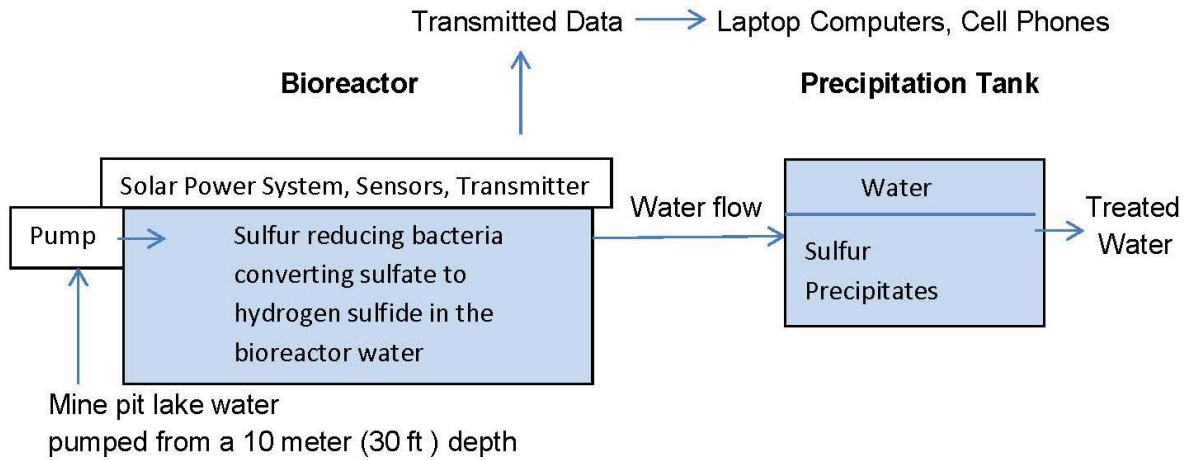 Transmitted Data
Laptop Computers, Cell Phones
Bioreactor
Precipitation Tank
Solar Power System, Sensors, Transmitter
Pump
Sulfur reducing bacteria
converting sulfate to
hydrogen sulfide in the
bioreactor water
Water flow
Water
Sulfur
Precipitates
Treated
Water
Mine pit lake water
pumped from a 10 meter (30 ft ) depth